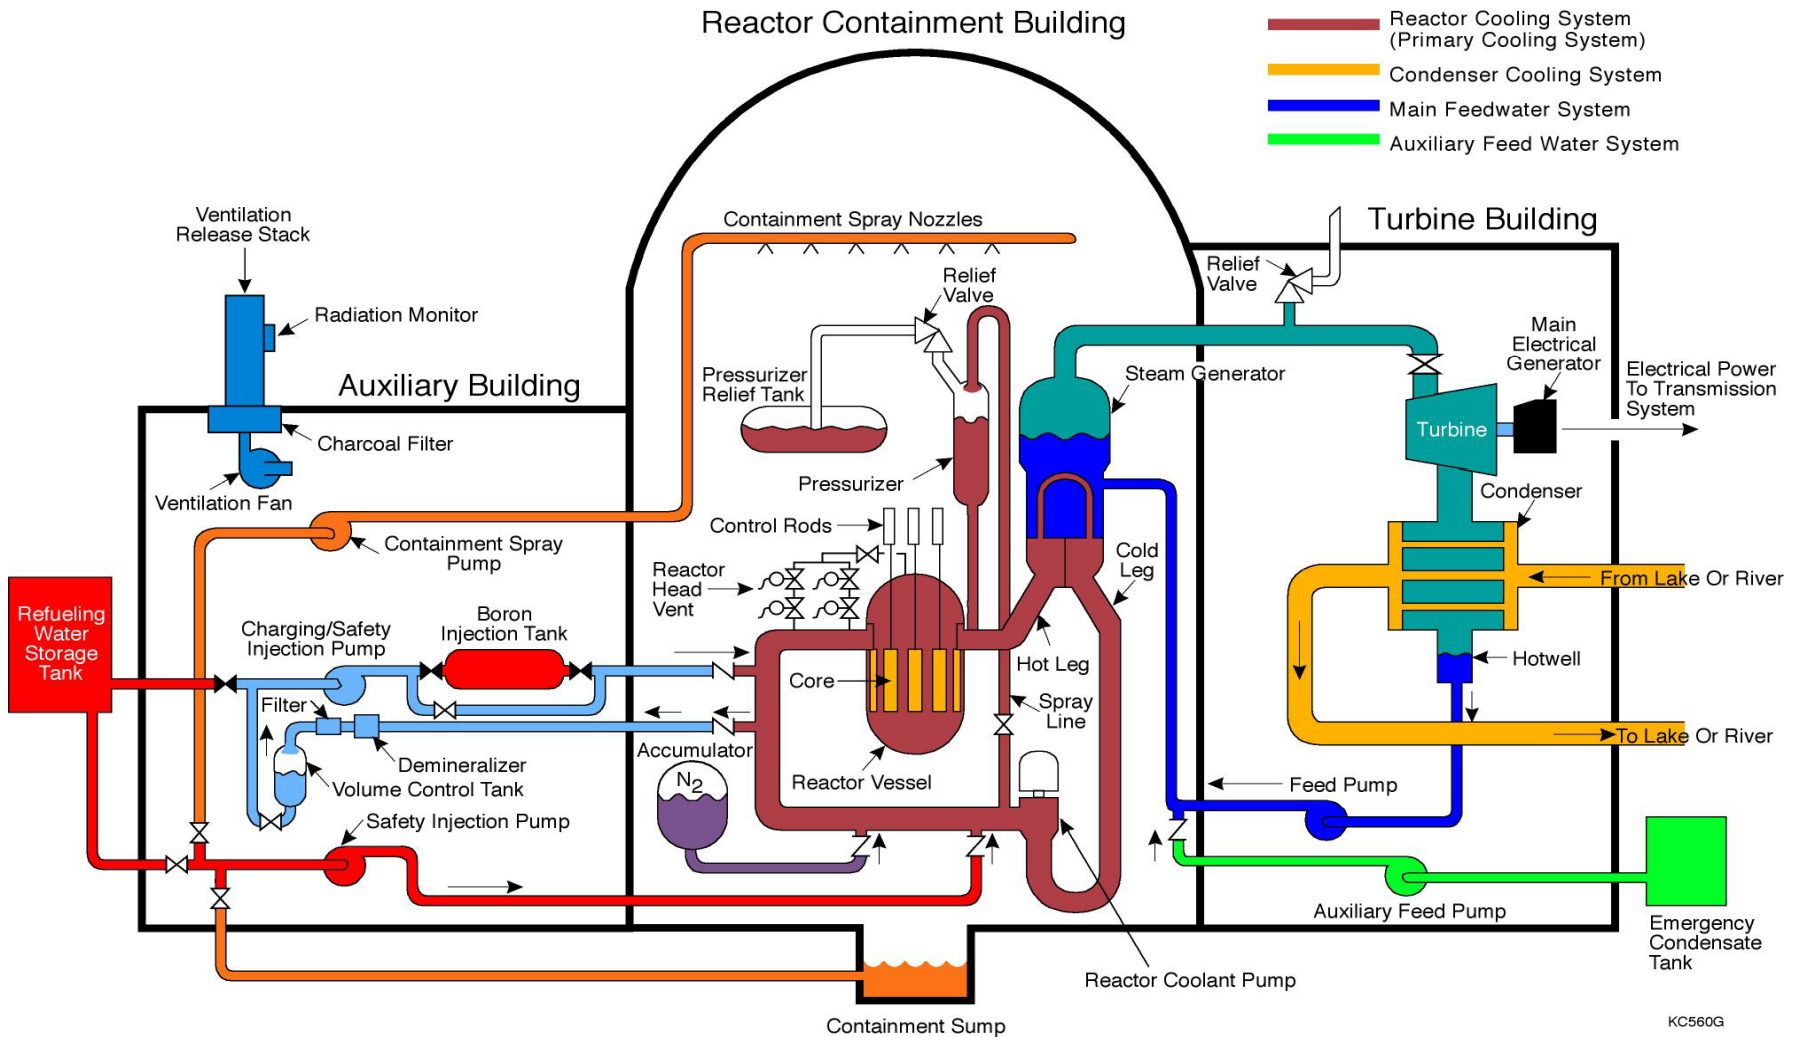 Reactor Containment Building
Reactor Cooling System
(Primary Cooling System)
Condenser Cooling System
Main Feedwater System
Auxiliary Feed Water System
Ventilation
Release Stack
Radiation Monitor
Auxiliary Building
Charcoal Filter
Ventilation Fan
Containment Spray
Pump
Refueling
Water
Storage
Tank
Charging/Safety
Injection Pump
Boron
Injection Tank
Filter
Demineralizer
Volume Control Tank
Safety Injection Pump
Containment Spray Nozzles
Relief
Valve
Pressurizer
Relief Tank
Pressurizer
Control Rods
Reactor
Head
Vent
Core
Reactor Vessel
Accumulator
N2
Steam Generator
Cold
Leg
Hot Leg
Spray
Line
Reactor Coolant Pump
Containment Sump
Turbine Building
Relief
Valve
Main
Electrical
Generator
Electrical Power
To Transmission
System
Turbine
Condenser
From Lake Or River
Hotwell
To Lake Or River
Feed Pump
Auxiliary Feed Pump
Emergency
Condensate
Tank
KC560G